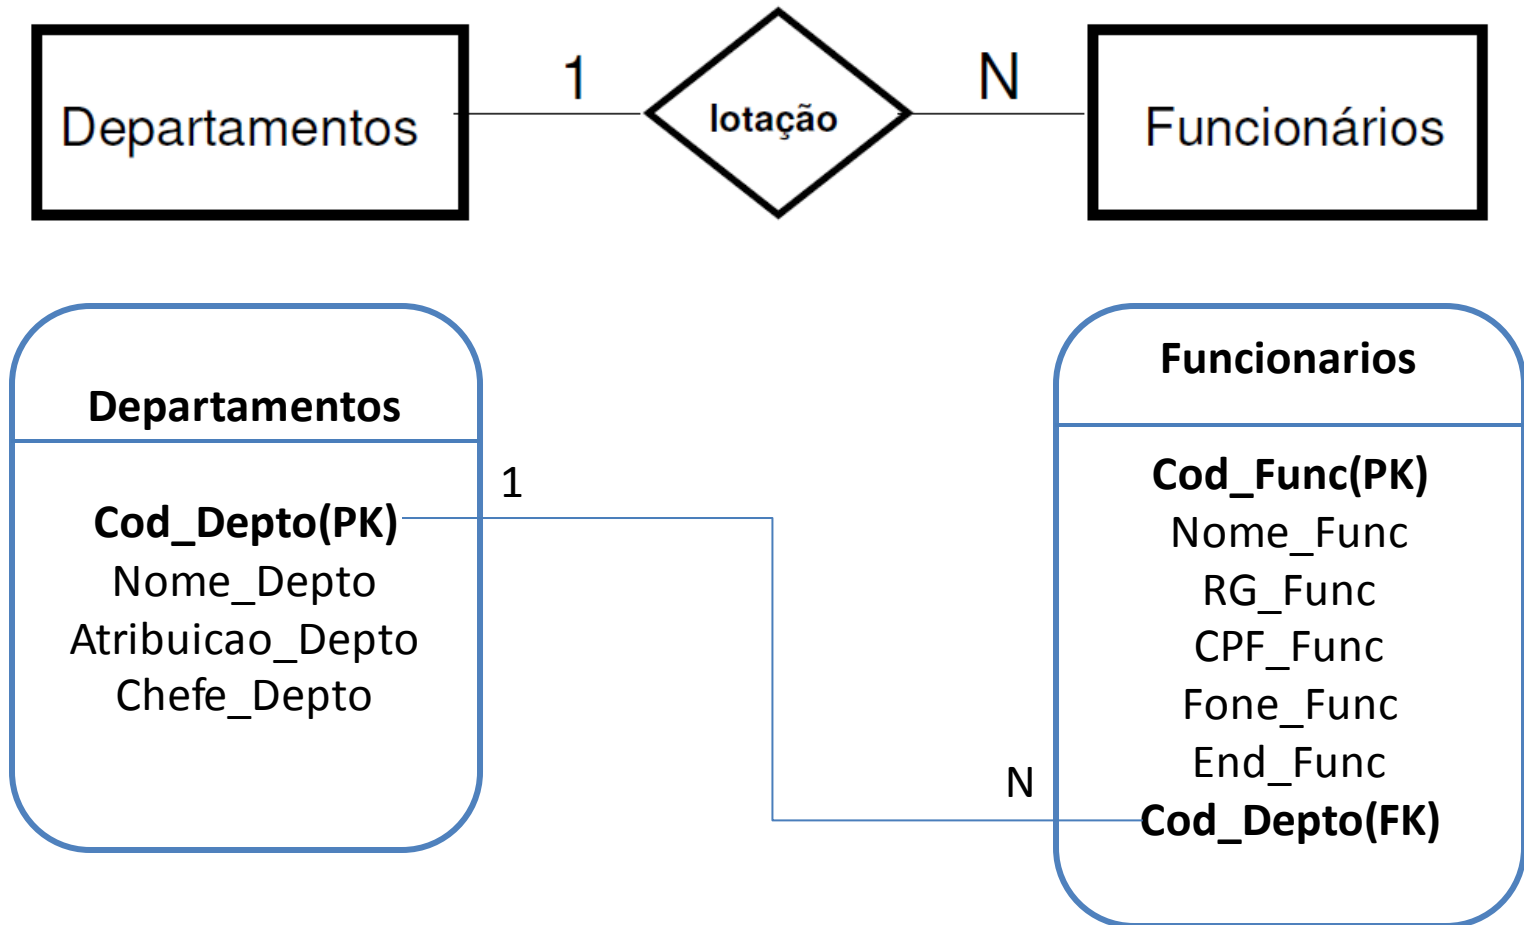 Departamentos
1
lotação
N
Funcionários
Departamentos
Cod_Depto(PK)
Nome_Depto
Atribuicao_Depto
Chefe_Depto
1
N
Funcionarios
Cod_Func(PK)
Nome_Func
RG_Func
CPF_Func
Fone_Func
End_Func
Cod_Depto(FK)